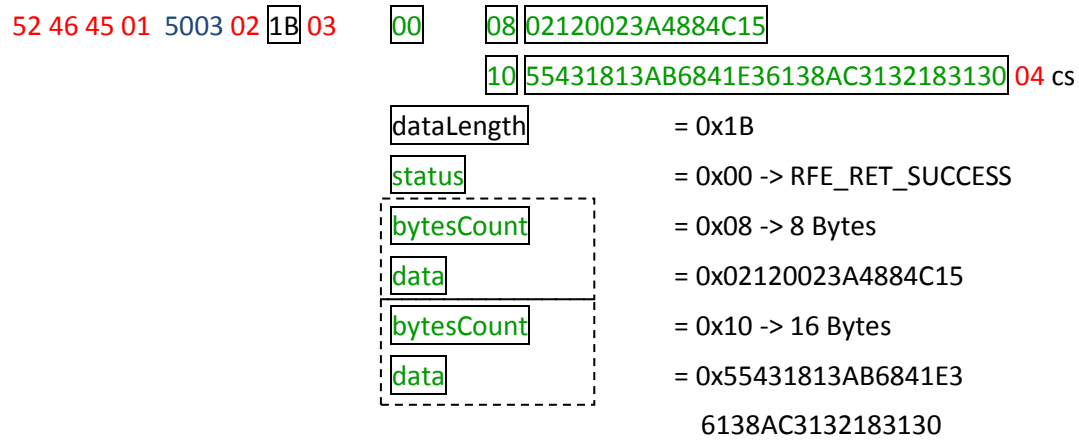 52 46 45 01 5003 02 1B 03 00 08 02120023A4884C15
10 55431813AB6841E36138AC3132183130 04 cs
dataLength = 0x1B
status = 0x00 -> RFE_RET_SUCCESS
bytesCount = 0x08 -> 8 Bytes
data = 0x02120023A4884C15
bytesCount = 0x10 -> 16 Bytes
data = 0x55431813AB6841E3
6138AC3132183130